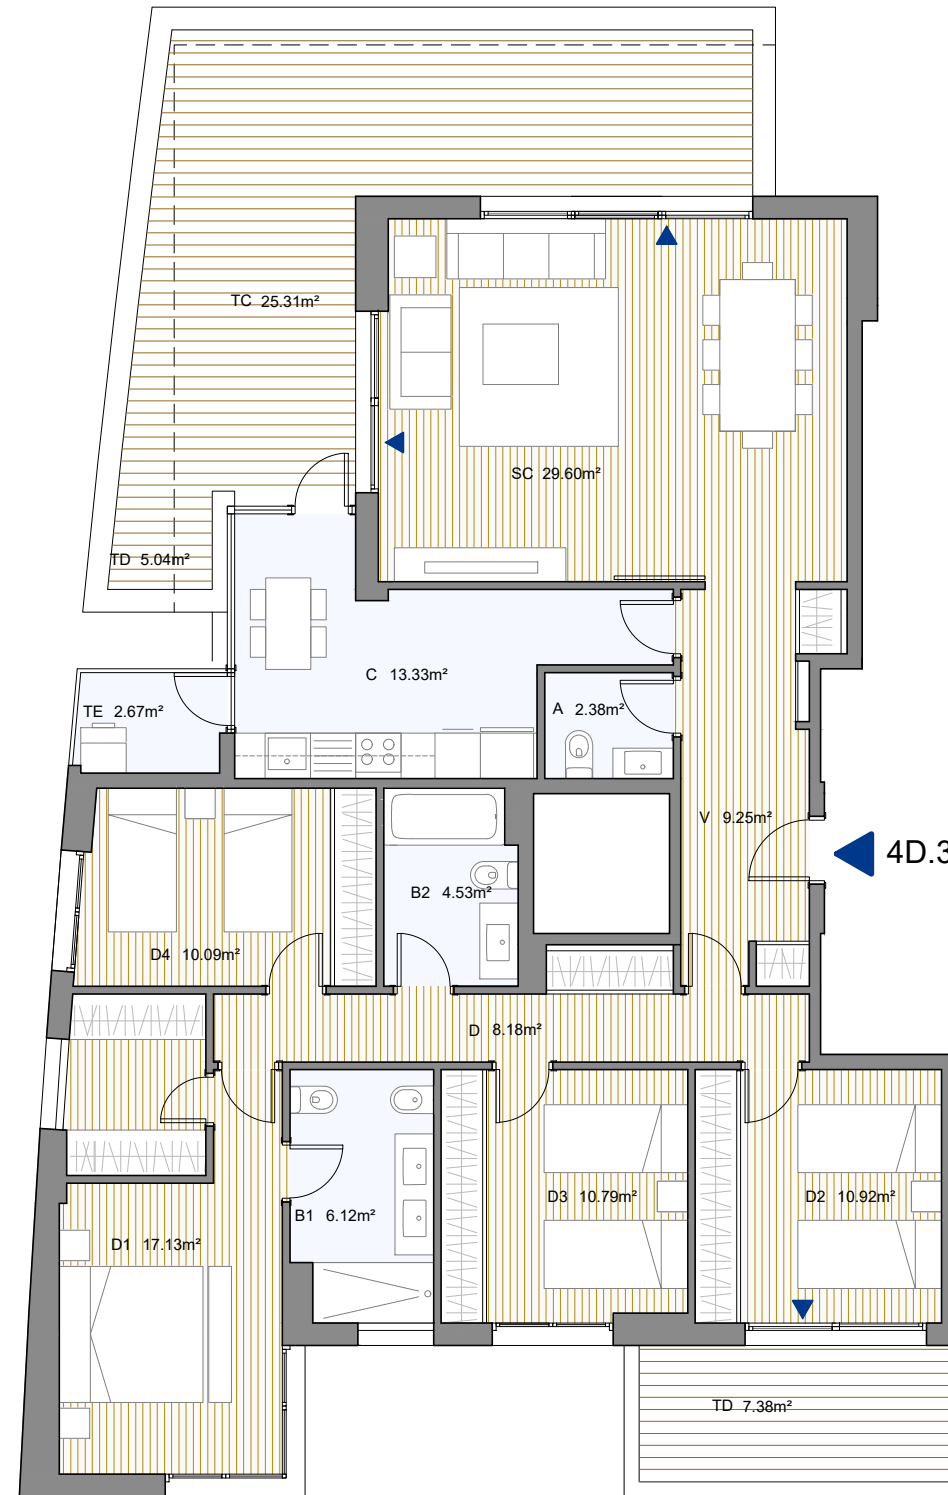 TC 25.31m²
SC 29.60m²
TD 5.04m²
C 13.33m²
TE 2.67m²
A 2.38m²
V 9.25m²
4D.3
B2 4.53m²
D4 10.09m²
D 8.18m²
D3 10.79m²
D2 10.92m²
B1 6.12m²
D1 17.13m²
TD 7.38m²